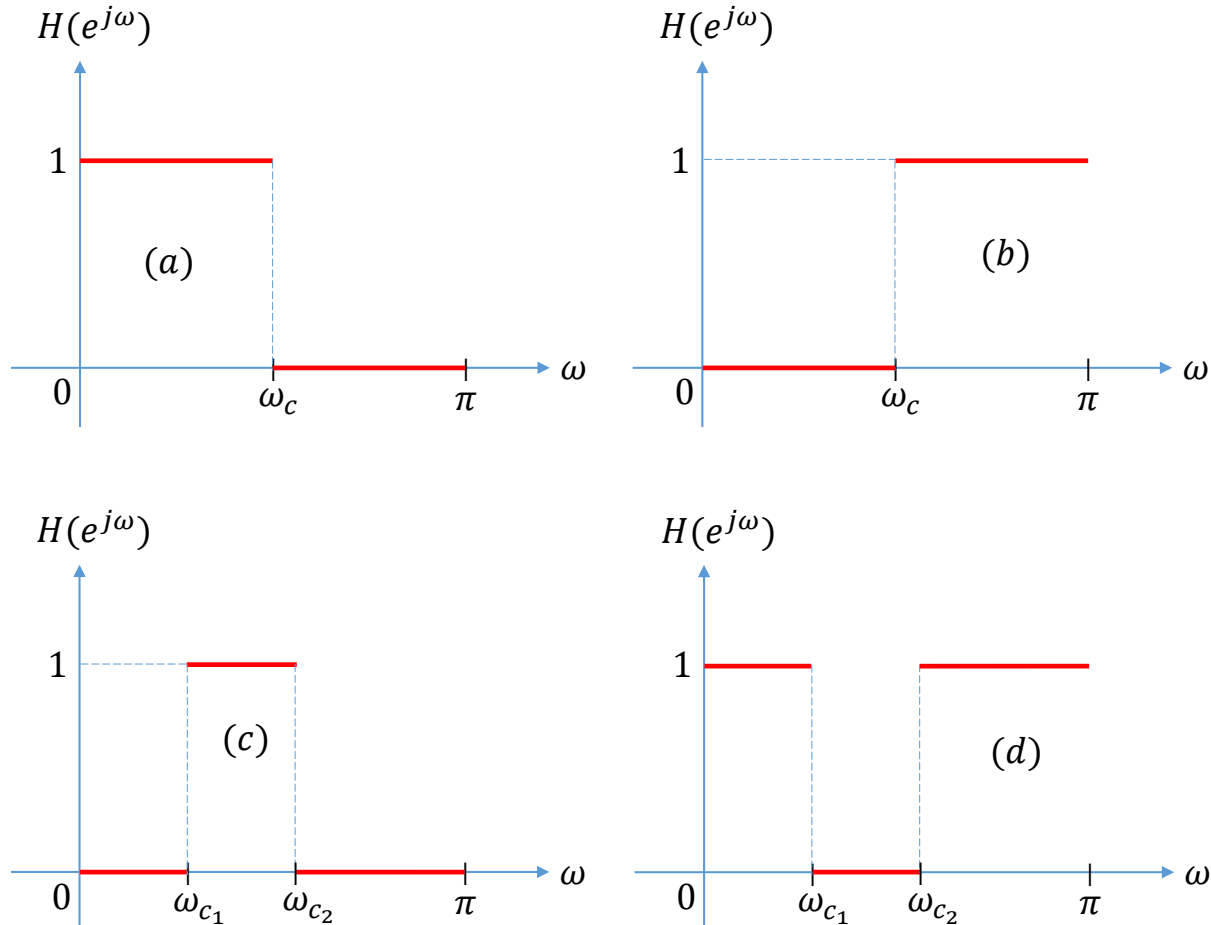 H(e^{jω})
1
(a)
0
ω_c
π
ω
H(e^{jω})
1
(b)
0
ω_c
π
ω
H(e^{jω})
1
(c)
0
ω_{c_1}
ω_{c_2}
π
ω
H(e^{jω})
1
(d)
0
ω_{c_1}
ω_{c_2}
π
ω